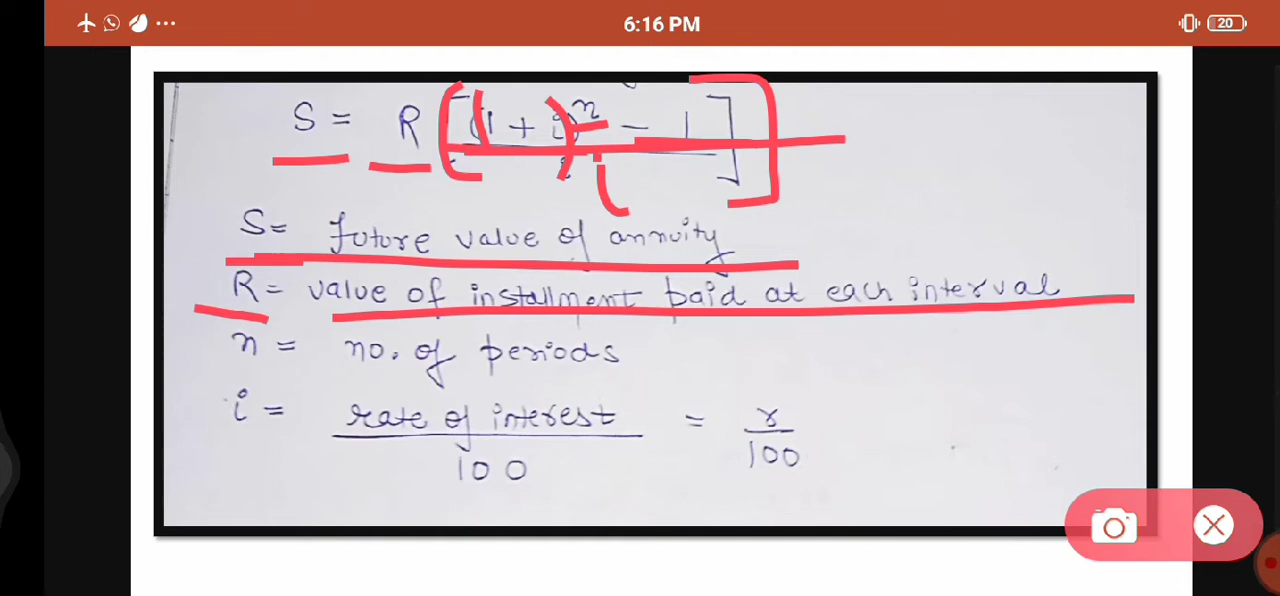 6:16 PM
20
S = R [ (1 + i)^n - 1 / i ]
S = future value of annuity
R = value of installment paid at each interval
n = no. of periods
i = rate of interest / 100 = r / 100